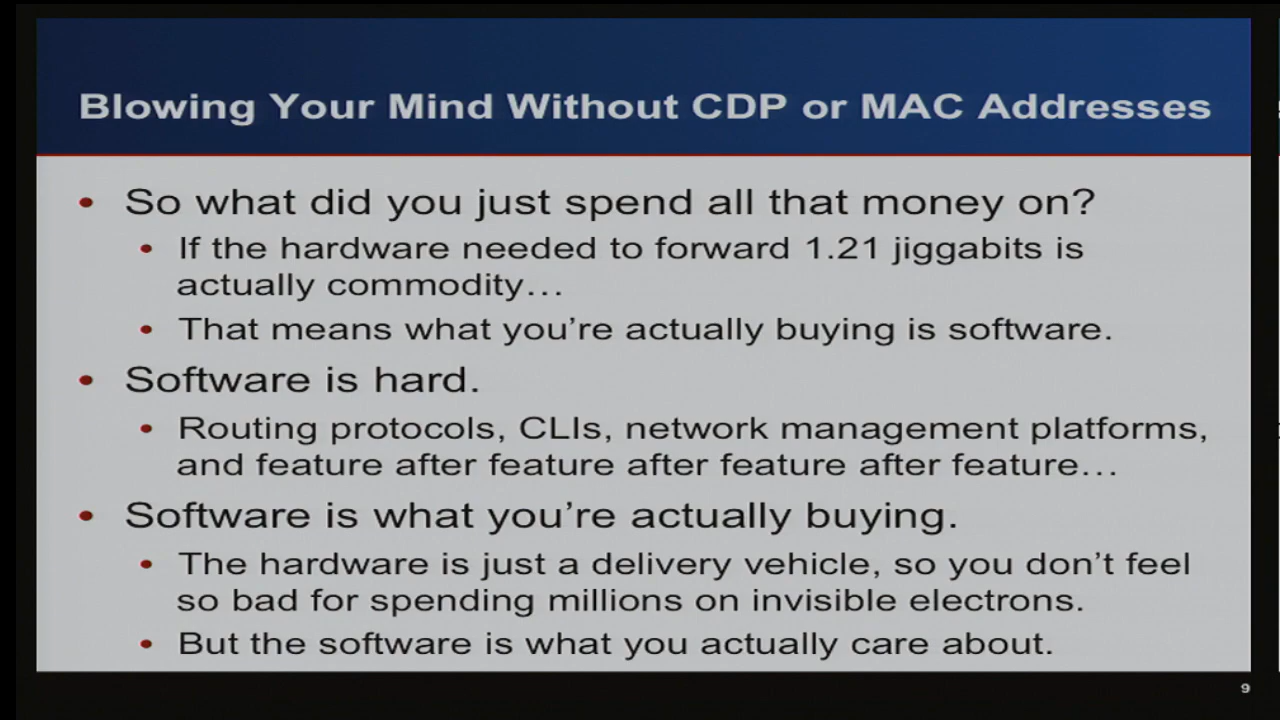 Blowing Your Mind Without CDP or MAC Addresses
• So what did you just spend all that money on?
• If the hardware needed to forward 1.21 jiggabits is
actually commodity…
• That means what you’re actually buying is software.
• Software is hard.
• Routing protocols, CLIs, network management platforms,
and feature after feature after feature after feature…
• Software is what you’re actually buying.
• The hardware is just a delivery vehicle, so you don’t feel
so bad for spending millions on invisible electrons.
• But the software is what you actually care about.
9